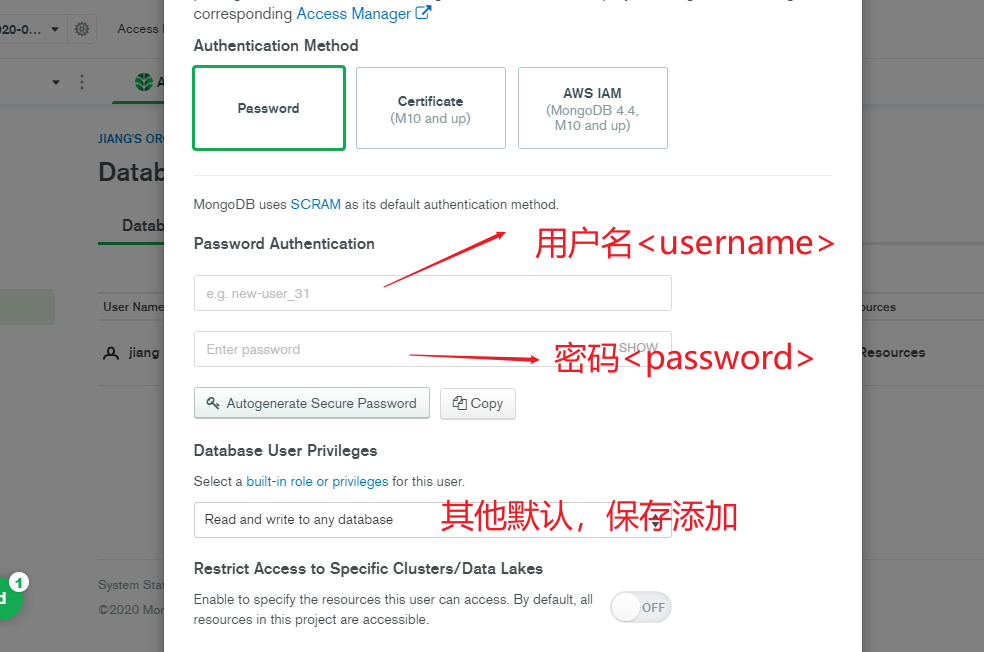 corresponding Access Manager
020-0...
Access
Authentication Method
Password
Certificate
(M10 and up)
AWS IAM
(MongoDB 4.4,
M10 and up)
A
JIANG'S OR
Datab
MongoDB uses SCRAM as its default authentication method.
Datab
Password Authentication
用户名<username>
e.g. new-user_31
User Name
ources
Enter password
SHOW
密码<password>
jiang
Resources
Autogenerate Secure Password
Copy
Database User Privileges
Select a built-in role or privileges for this user.
Read and write to any database
其他默认，保存添加
Restrict Access to Specific Clusters/Data Lakes
System Stat
Enable to specify the resources this user can access. By default, all
resources in this project are accessible.
OFF
©2020 Mon
d
1